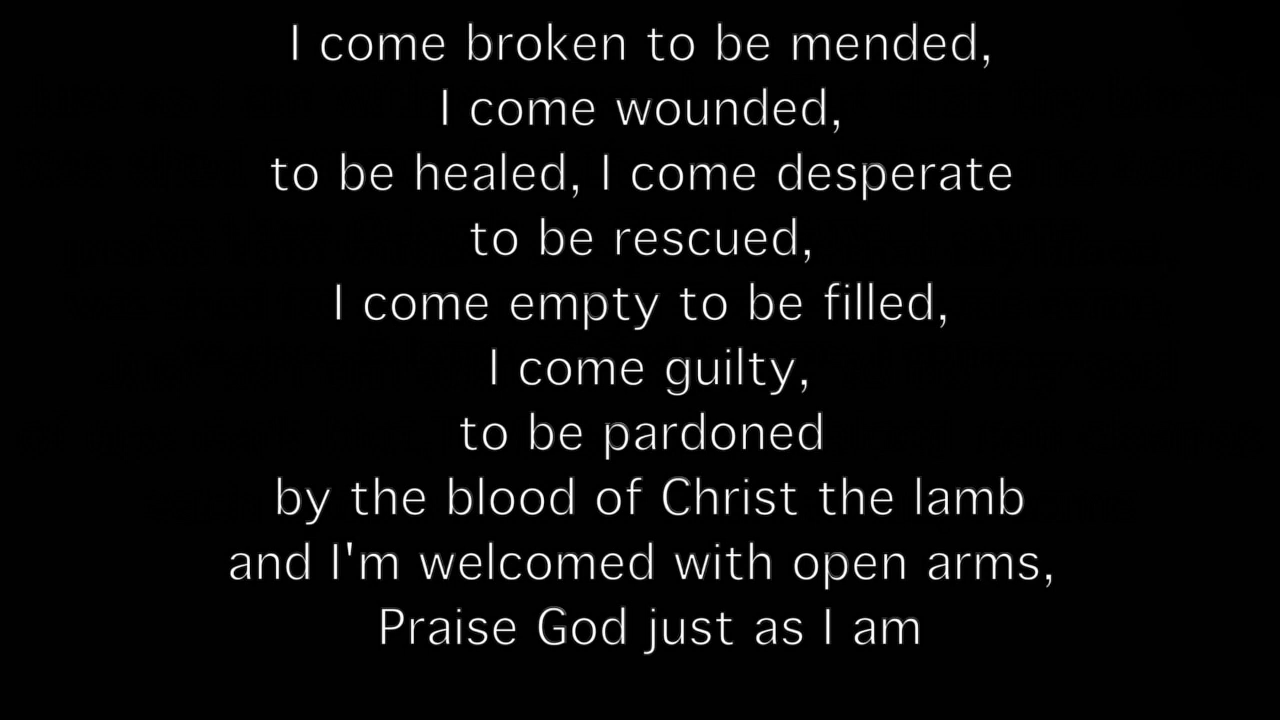 I come broken to be mended,
I come wounded,
to be healed, I come desperate
to be rescued,
I come empty to be filled,
I come guilty,
to be pardoned
by the blood of Christ the lamb
and I'm welcomed with open arms,
Praise God just as I am